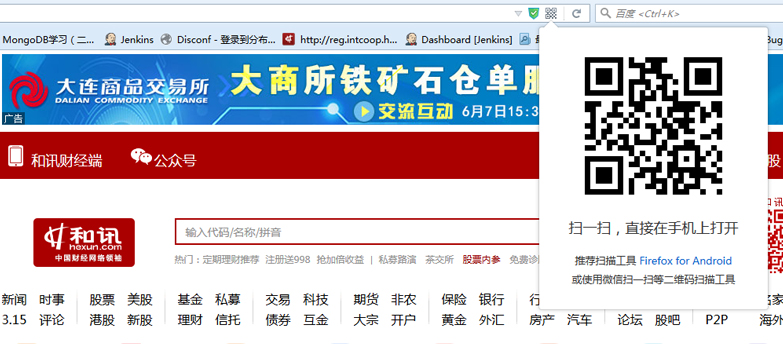 百度 <Ctrl+K>
MongoDB学习（二... Jenkins Disconf - 登录到分布... http://reg.intcoop.h... Dashboard [Jenkins]
大连商品交易所
DALIAN COMMODITY EXCHANGE
大商所铁矿石仓单服
交流互动 6月7日15:3
广告
和讯财经端 公众号
股
扫一扫，直接在手机上打开
推荐扫描工具 Firefox for Android
或使用微信扫一扫等二维码扫描工具
和讯
hexun.com
中国财经网络领袖
输入代码/名称/拼音
热门： 定期理财推荐 注册送998 抢加倍收益 | 私募路演 茶交所 股票内参 免费诊
和讯
新闻 时事 股票 美股 基金 私募 交易 科技 期货 非农 保险 银行 行
3.15 评论 港股 新股 理财 信托 债券 互金 大宗 开户 黄金 外汇 房产 汽车 论坛 股吧 P2P 海外